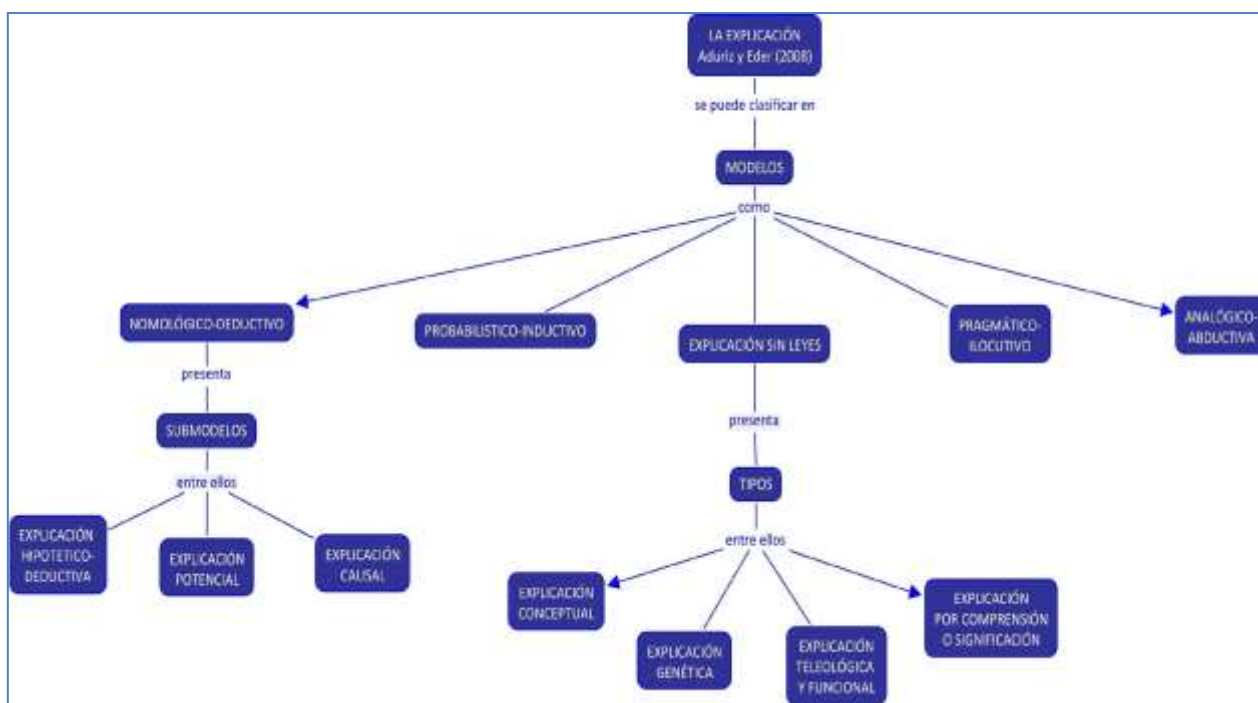 LA EXPLICACIÓN
Aduriz y Eder (2008)
se puede clasificar en
MODELOS
como
NOMOLÓGICO-DEDUCTIVO
PROBABILISTICO-INDUCTIVO
EXPLICACIÓN SIN LEYES
PRAGMÁTICO-
ILOCUTIVO
ANALÓGICO-
ABDUCTIVA
presenta
SUBMODELOS
entre ellos
EXPLICACIÓN
HIPOTETICO-
DEDUCTIVA
EXPLICACIÓN
POTENCIAL
EXPLICACIÓN
CAUSAL
presenta
TIPOS
entre ellos
EXPLICACIÓN
CONCEPTUAL
EXPLICACIÓN
GENÉTICA
EXPLICACIÓN
TELEOLÓGICA
Y FUNCIONAL
EXPLICACIÓN
POR COMPRENSIÓN
O SIGNIFICACIÓN